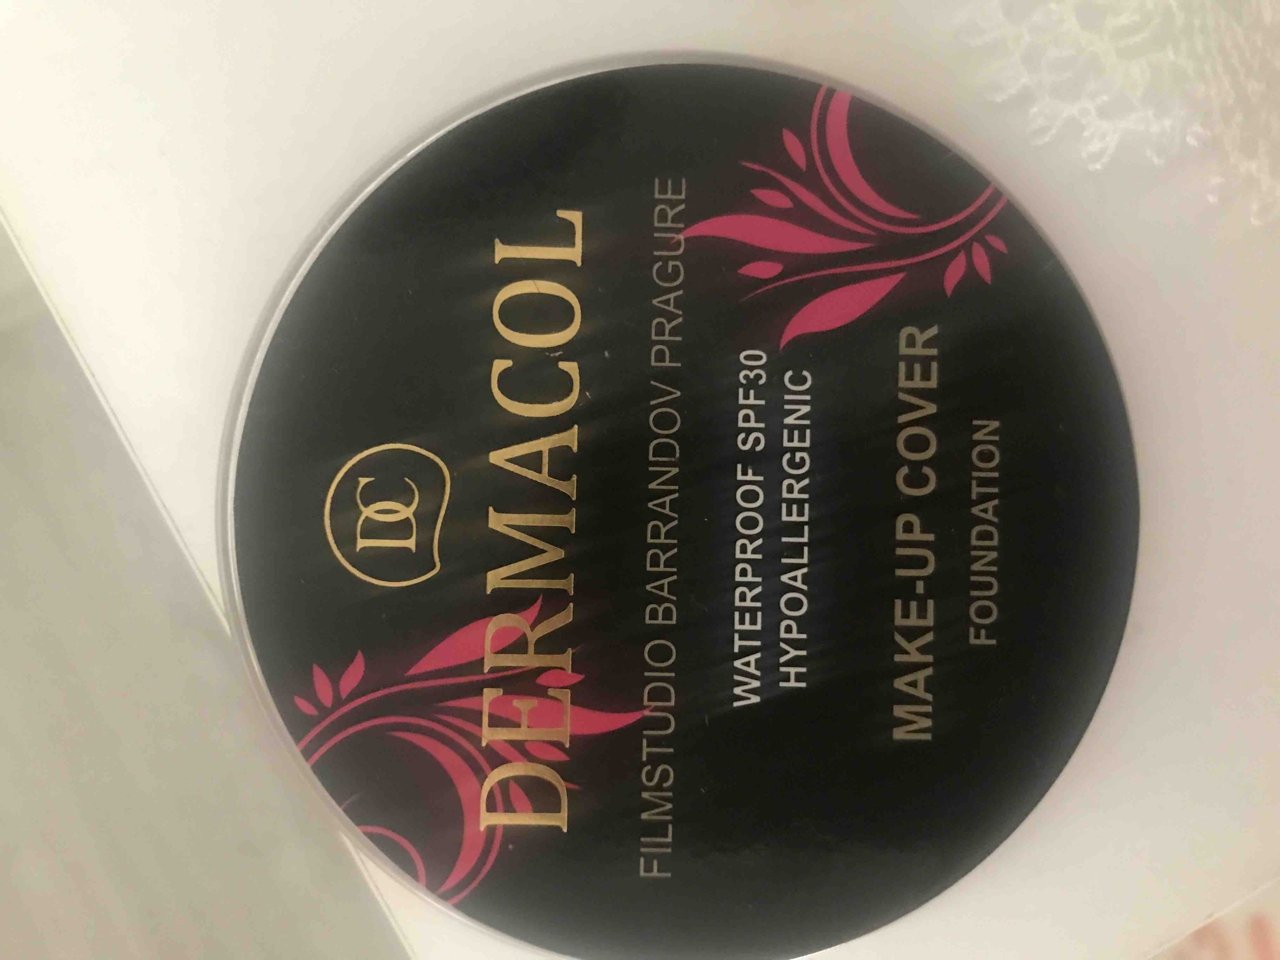 DC
DERMACOL
FILMSTUDIO BARRANDOV PRAGURE
WATERPROOF SPF30
HYPOALLERGENIC
MAKE-UP COVER
FOUNDATION